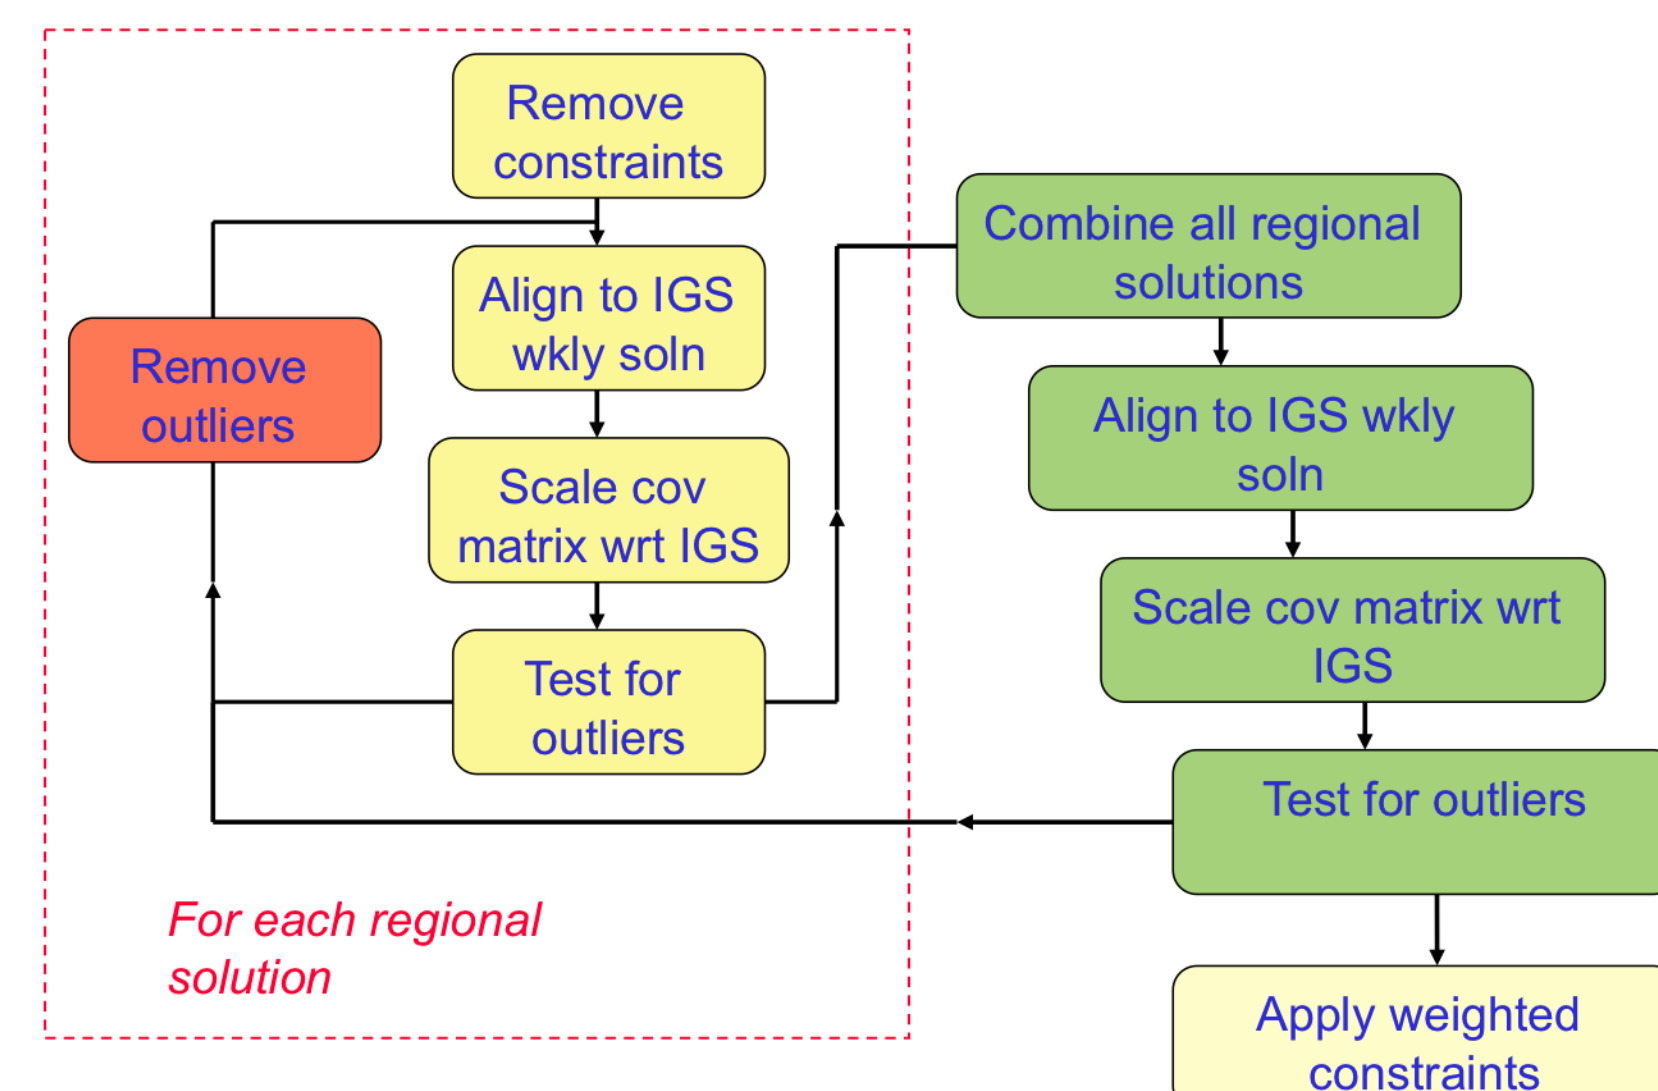 Remove
constraints
Align to IGS
wkly soln
Scale cov
matrix wrt IGS
Test for
outliers
Remove
outliers
For each regional
solution
Combine all regional
solutions
Align to IGS wkly
soln
Scale cov matrix wrt
IGS
Test for outliers
Apply weighted
constraints